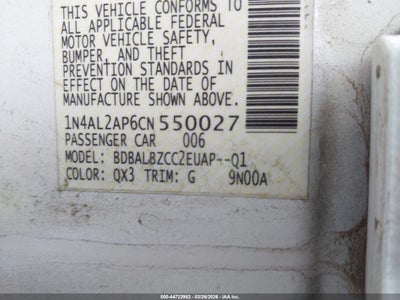 THIS VEHICLE CONFORMS TO
ALL APPLICABLE FEDERAL
MOTOR VEHICLE SAFETY,
BUMPER, AND THEFT
PREVENTION STANDARDS
IN EFFECT ON THE DATE OF
MANUFACTURE SHOWN ABOVE.
1N4AL2AP6CN550027
PASSENGER CAR 006
MODEL: BDBALBZCC2EUAP--Q1
COLOR: QX3 TRIM: G 9N00A
000-44722982 - 03/26/2026 - IAA Inc.